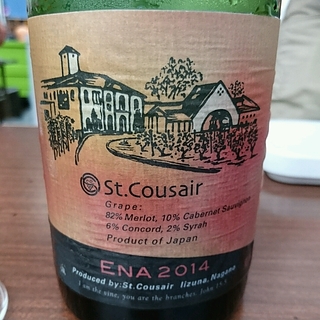 St.Cousair
Grape:
82% Merlot, 10% Cabernet Sauvignon
6% Concord, 2% Syrah
Product of Japan
ENA 2014
Produced by:St.Cousair Iizuna, Nagano
I am the vine, you are the branches. John 15:5